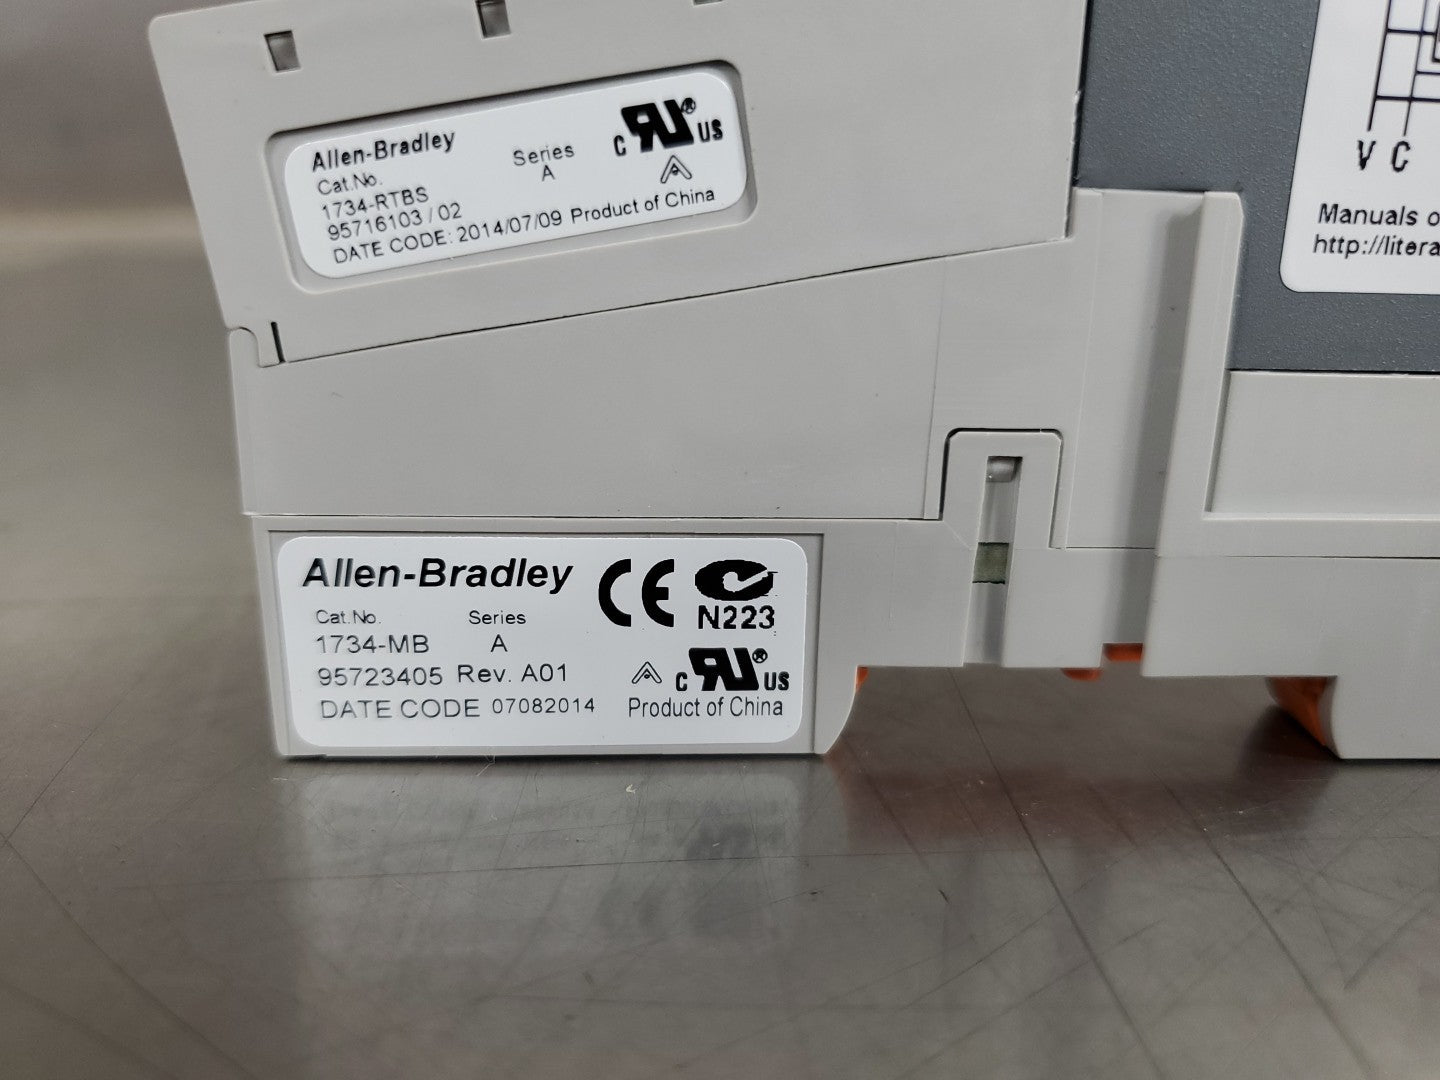 Allen-Bradley
Cat.No. Series
1734-RTBS A
95716103 / 02
DATE CODE: 2014/07/09 Product of China
C RU ® US
V C
Manuals o
http://litera
Allen-Bradley
Cat.No. Series
1734-MB A
95723405 Rev. A01
DATE CODE 07082014
CE
N223
C RU ® US
Product of China